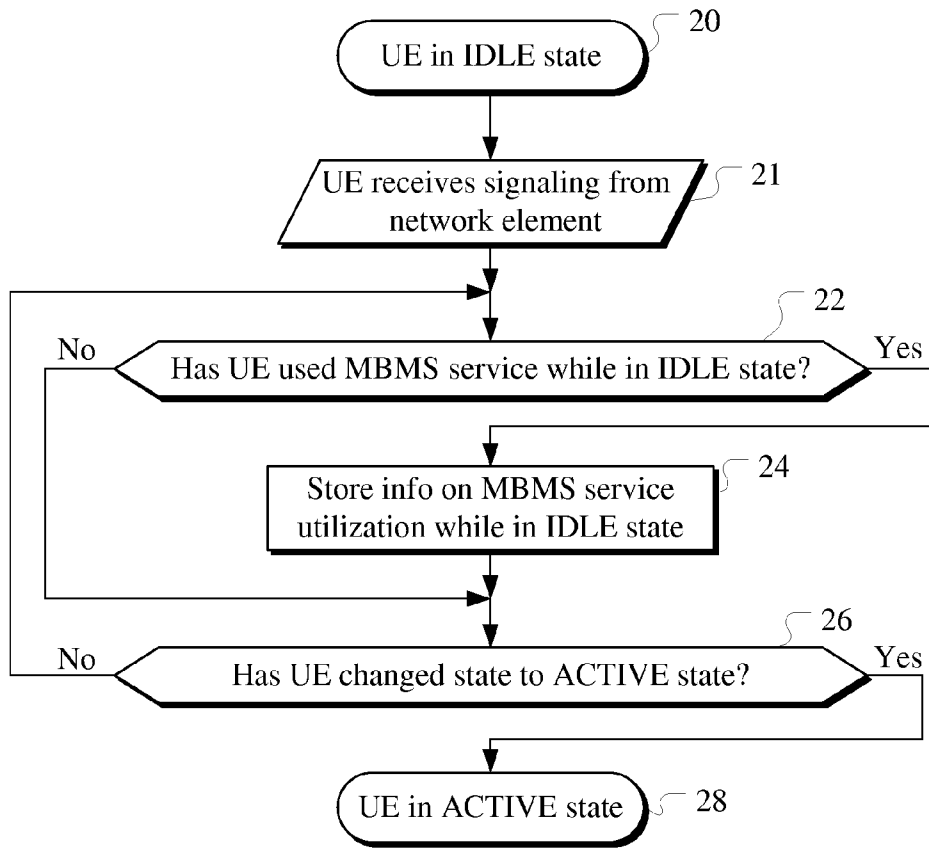 20
UE in IDLE state
21
UE receives signaling from
network element
22
No
Yes
Has UE used MBMS service while in IDLE state?
24
Store info on MBMS service
utilization while in IDLE state
26
No
Yes
Has UE changed state to ACTIVE state?
UE in ACTIVE state
28